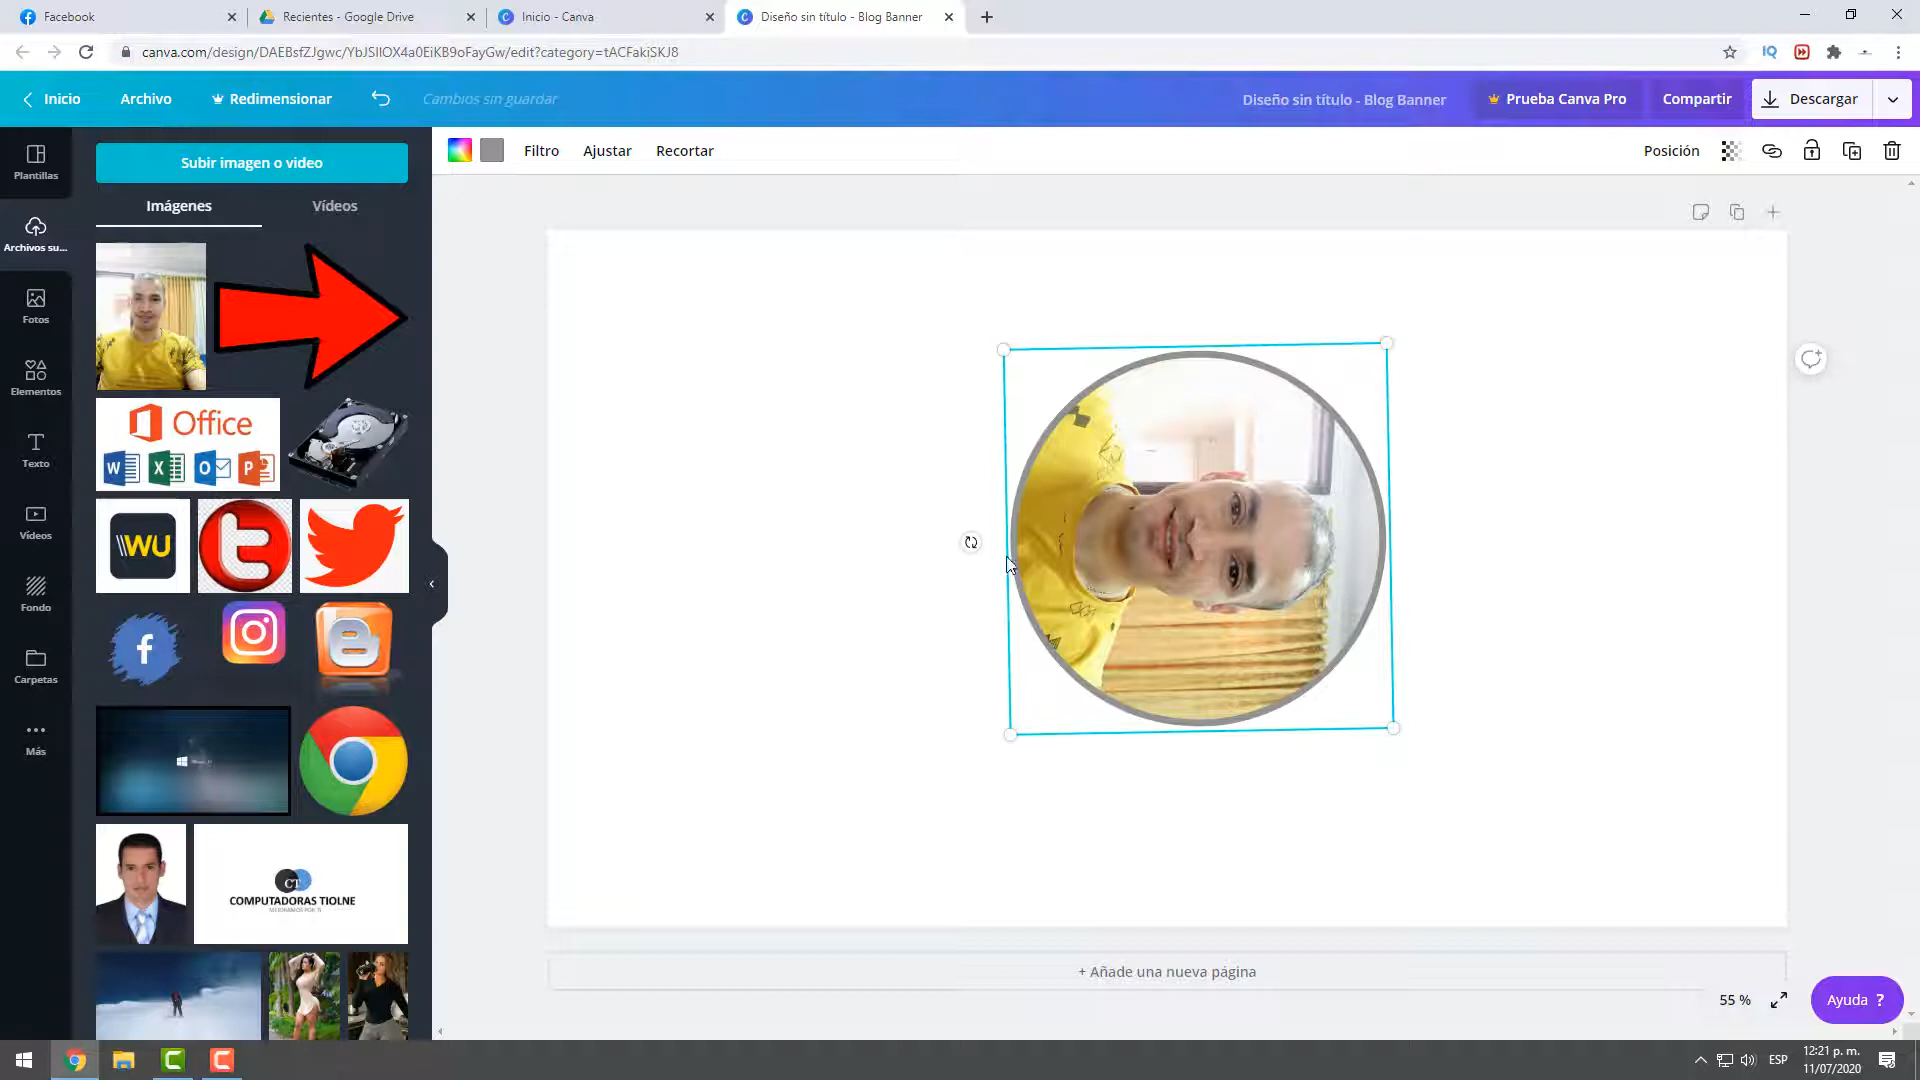 Facebook
Recientes - Google Drive
Inicio - Canva
Diseño sin título - Blog Banner
canva.com/design/DAEBsfZJgwc/YbJSIIOX4a0EiKB9oFayGw/edit?category=tACFakiSKJ8
IQ
Inicio
Archivo
Redimensionar
Cambios sin guardar
Diseño sin título - Blog Banner
Prueba Canva Pro
Compartir
Descargar
Subir imagen o video
Filtro
Ajustar
Recortar
Posición
Plantillas
Imágenes
Vídeos
Archivos su...
Fotos
Elementos
Office
W X O P
Texto
Vídeos
WU
t
Fondo
f
B
Carpetas
Más
CT
COMPUTADORAS TIOLNE
+ Añade una nueva página
55 %
Ayuda ?
ESP
12:21 p. m.
11/07/2020